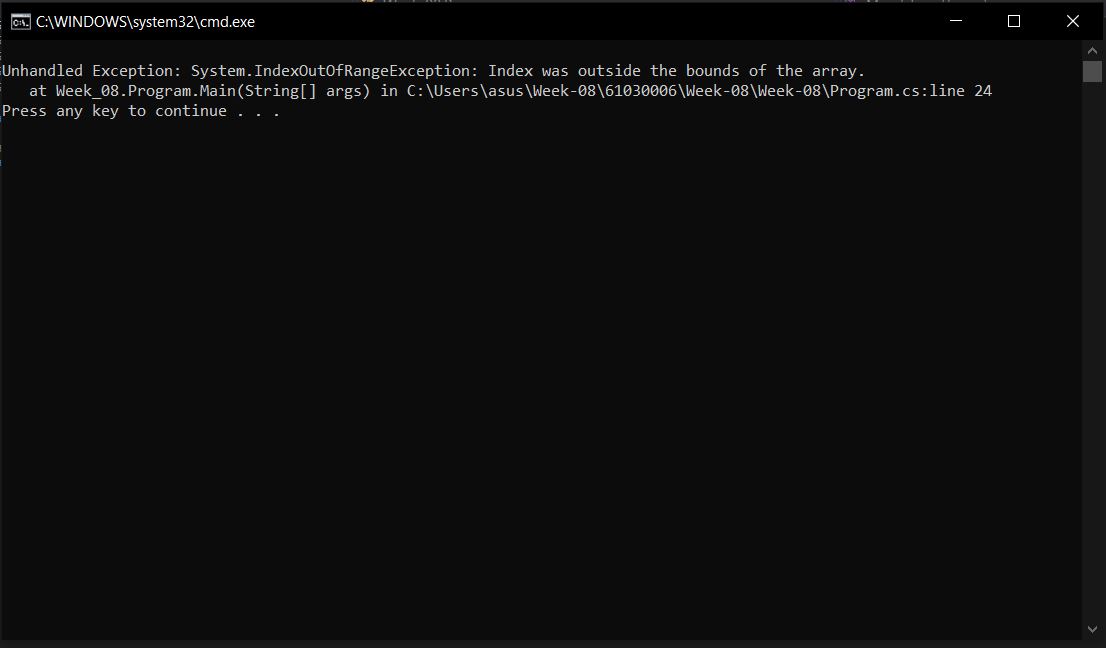 C:\WINDOWS\system32\cmd.exe
Unhandled Exception: System.IndexOutOfRangeException: Index was outside the bounds of the array.
   at Week_08.Program.Main(String[] args) in C:\Users\asus\Week-08\61030006\Week-08\Week-08\Program.cs:line 24
Press any key to continue . . .